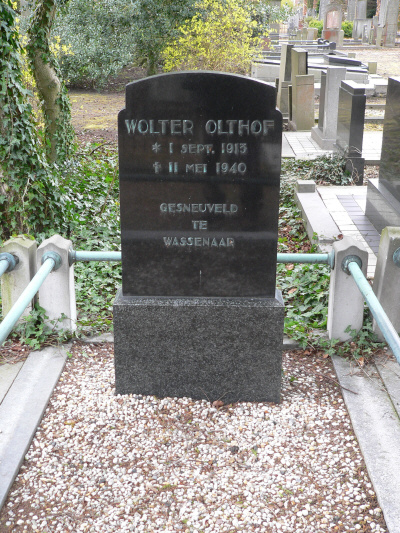 WOLTER OLTHOF
* 1 SEPT. 1915
† 11 MEI 1940
GESNEUVELD
TE
WASSENAAR